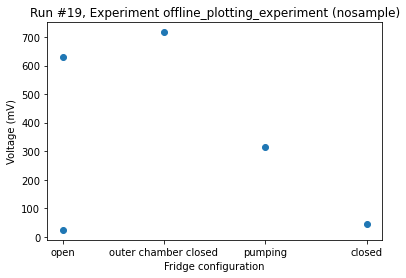 Run #19, Experiment offline_plotting_experiment (nosample)
700
600
500
400
300
200
100
0
Voltage (mV)
open outer chamber closed pumping closed
Fridge configuration